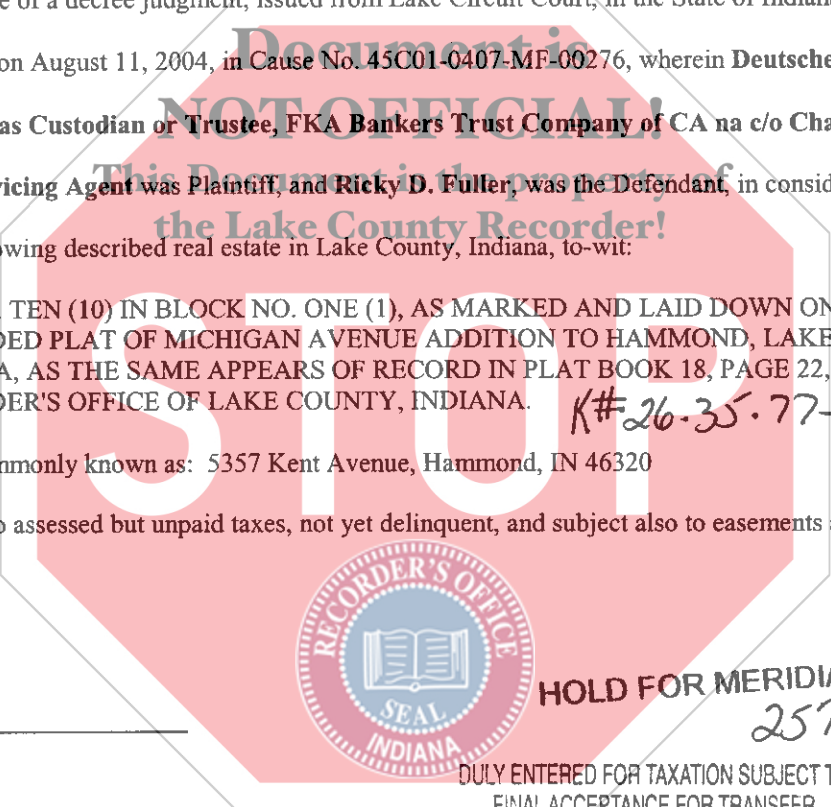 e of a decree judgment, issued from Lake Circuit Court, in the State of Indiana
on August 11, 2004, in Cause No. 45C01-0407-MF-00276, wherein Deutsche
Document is
as Custodian or Trustee, FKA Bankers Trust Company of CA na c/o Cha
NOT OFFICIAL!
vicing Agent was Plaintiff, and Ricky D. Fuller, was the Defendant, in consid
This Document is the property of
the Lake County Recorder!
owing described real estate in Lake County, Indiana, to-wit:
STOP
TEN (10) IN BLOCK NO. ONE (1), AS MARKED AND LAID DOWN ON
DED PLAT OF MICHIGAN AVENUE ADDITION TO HAMMOND, LAKE
A, AS THE SAME APPEARS OF RECORD IN PLAT BOOK 18, PAGE 22,
DER'S OFFICE OF LAKE COUNTY, INDIANA.
K#26-35-77-
mmonly known as: 5357 Kent Avenue, Hammond, IN 46320
o assessed but unpaid taxes, not yet delinquent, and subject also to easements a
RECORDER'S OFFICE
SEAL
INDIANA
HOLD FOR MERIDIA
257
DULY ENTERED FOR TAXATION SUBJECT T
FINAL ACCEPTANCE FOR TRANSFER